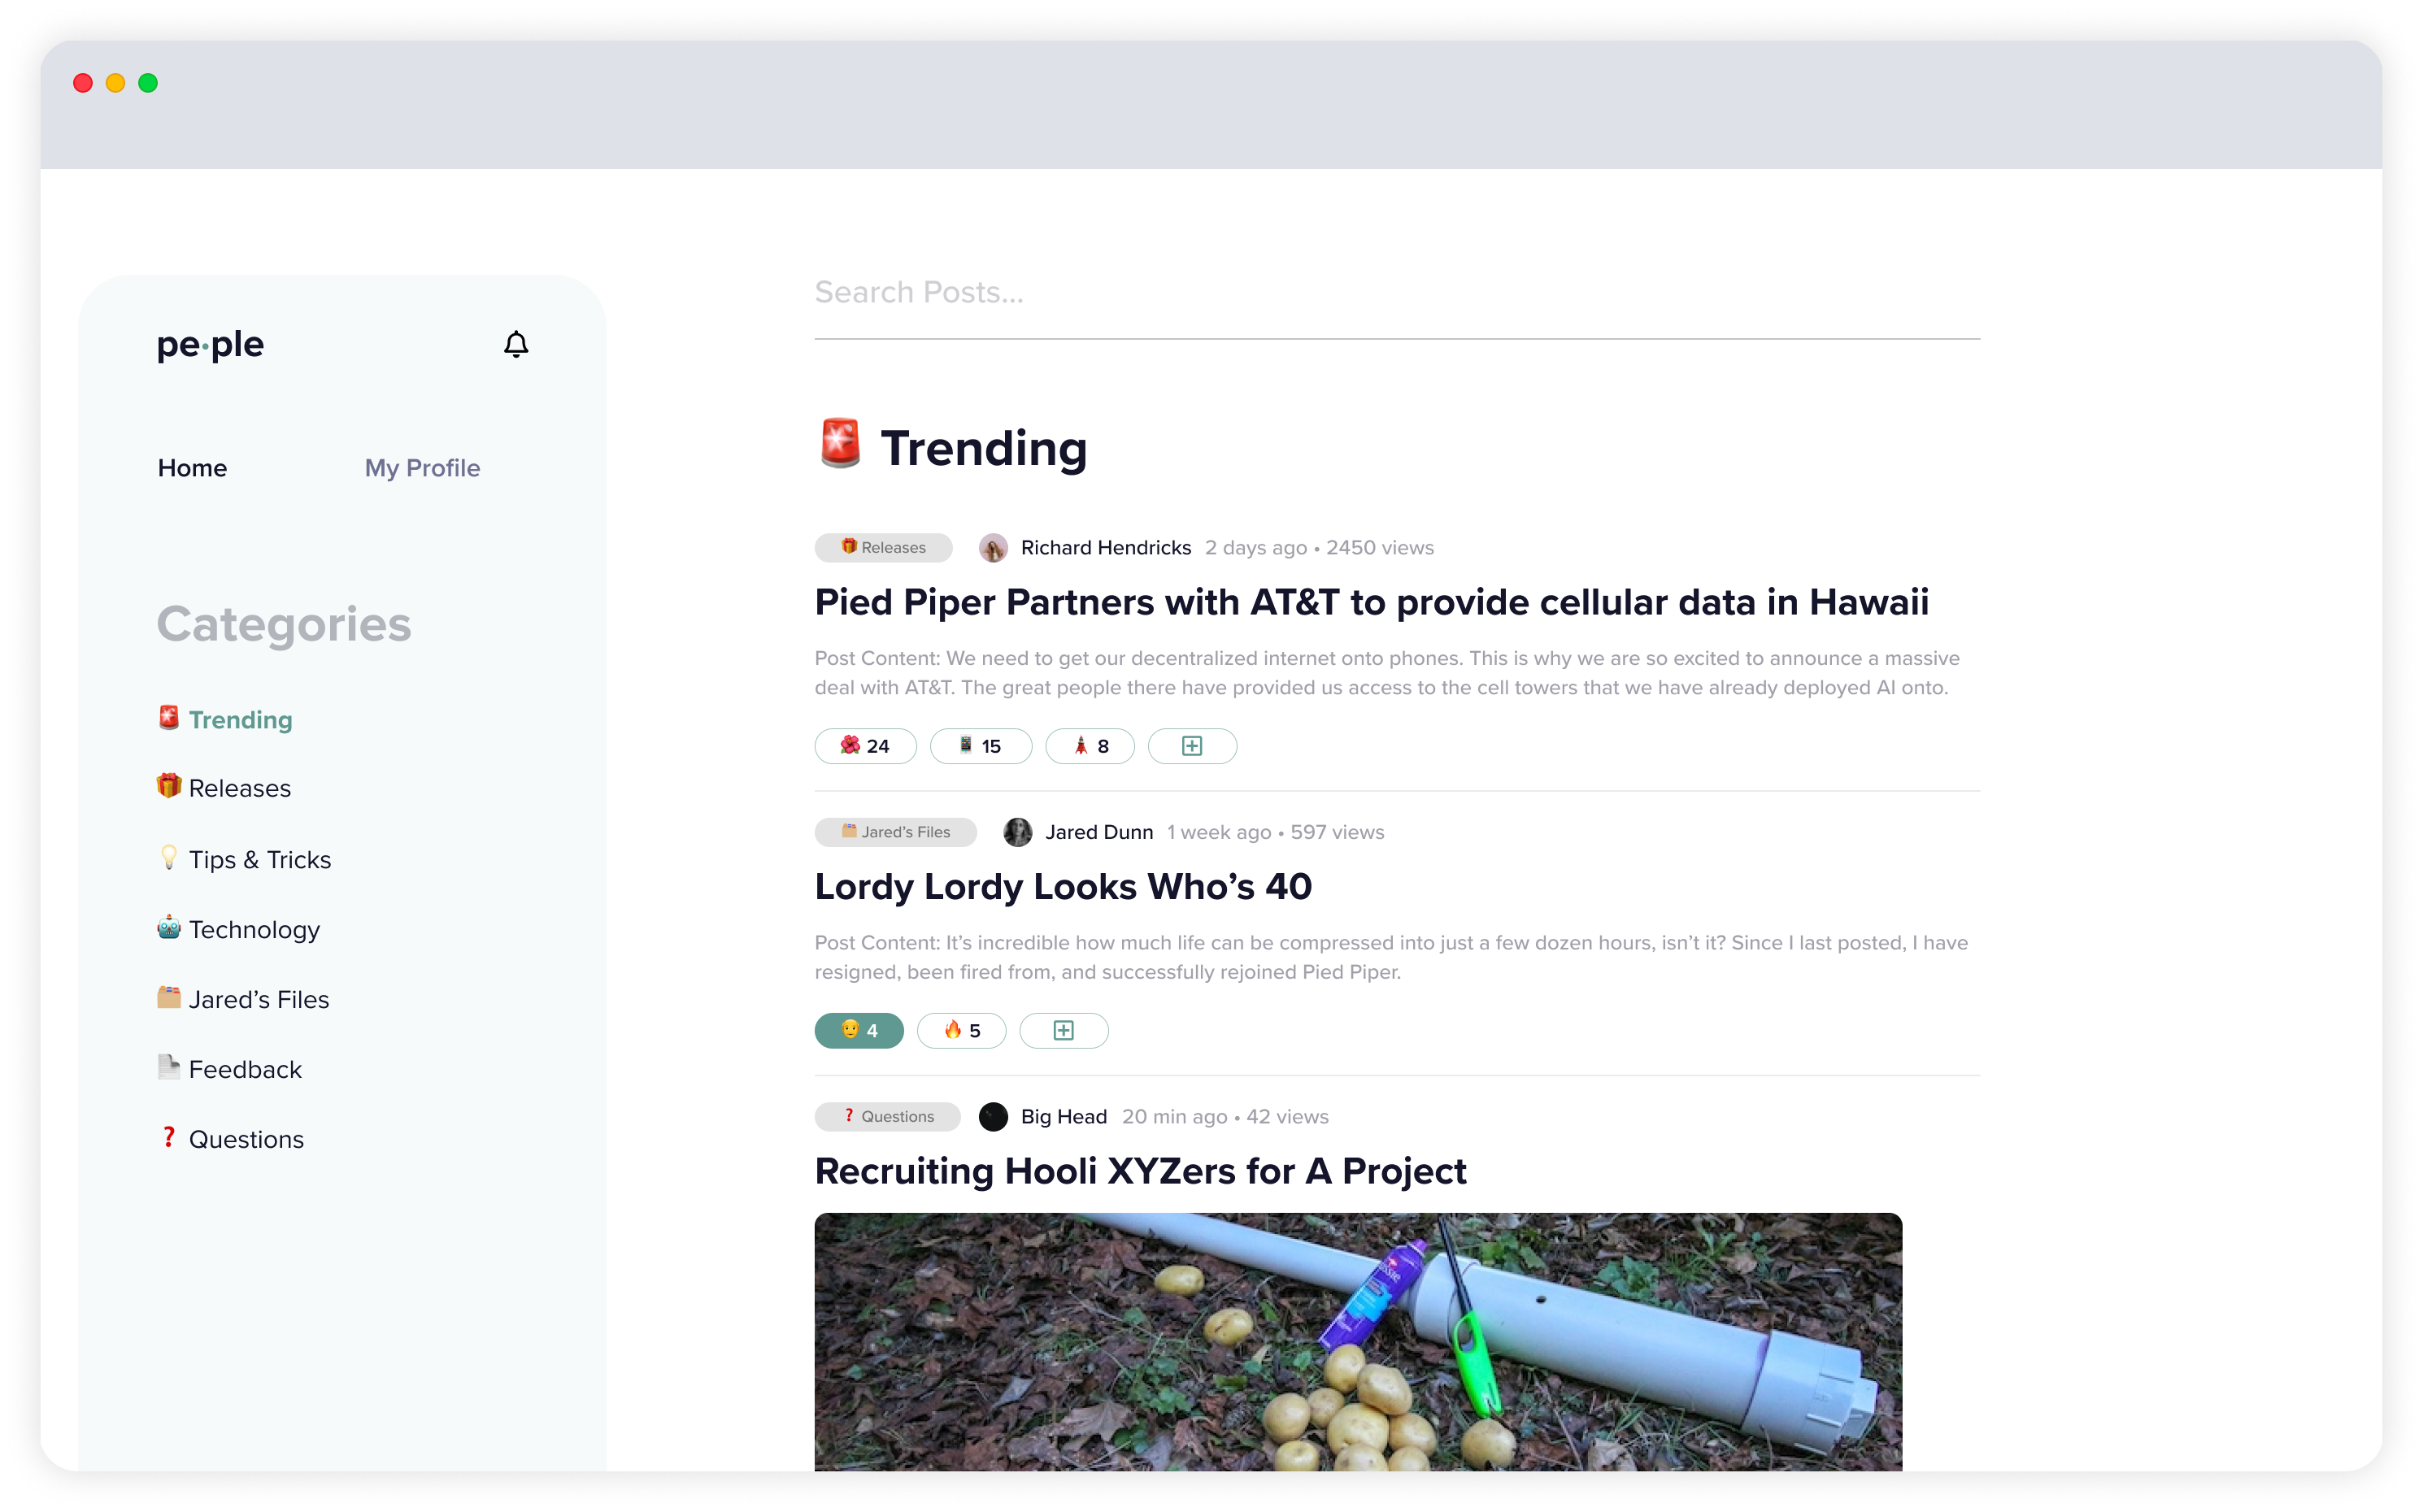 pe·ple
Home
My Profile
Categories
Trending
Releases
Tips & Tricks
Technology
Jared’s Files
Feedback
Questions
Search Posts...
Trending
Releases
Richard Hendricks 2 days ago • 2450 views
Pied Piper Partners with AT&T to provide cellular data in Hawaii
Post Content: We need to get our decentralized internet onto phones. This is why we are so excited to announce a massive
deal with AT&T. The great people there have provided us access to the cell towers that we have already deployed AI onto.
24
15
8
Jared’s Files
Jared Dunn 1 week ago • 597 views
Lordy Lordy Looks Who’s 40
Post Content: It’s incredible how much life can be compressed into just a few dozen hours, isn’t it? Since I last posted, I have
resigned, been fired from, and successfully rejoined Pied Piper.
4
5
Questions
Big Head 20 min ago • 42 views
Recruiting Hooli XYZers for A Project